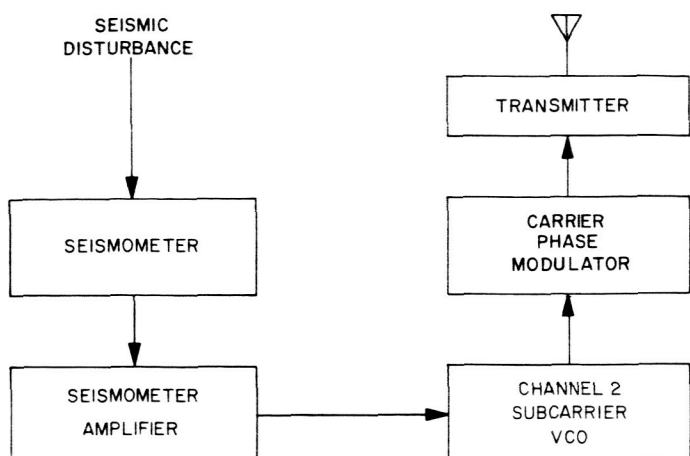 SEISMIC
DISTURBANCE
SEISMOMETER
SEISMOMETER
AMPLIFIER
CHANNEL 2
SUBCARRIER
VCO
CARRIER
PHASE
MODULATOR
TRANSMITTER